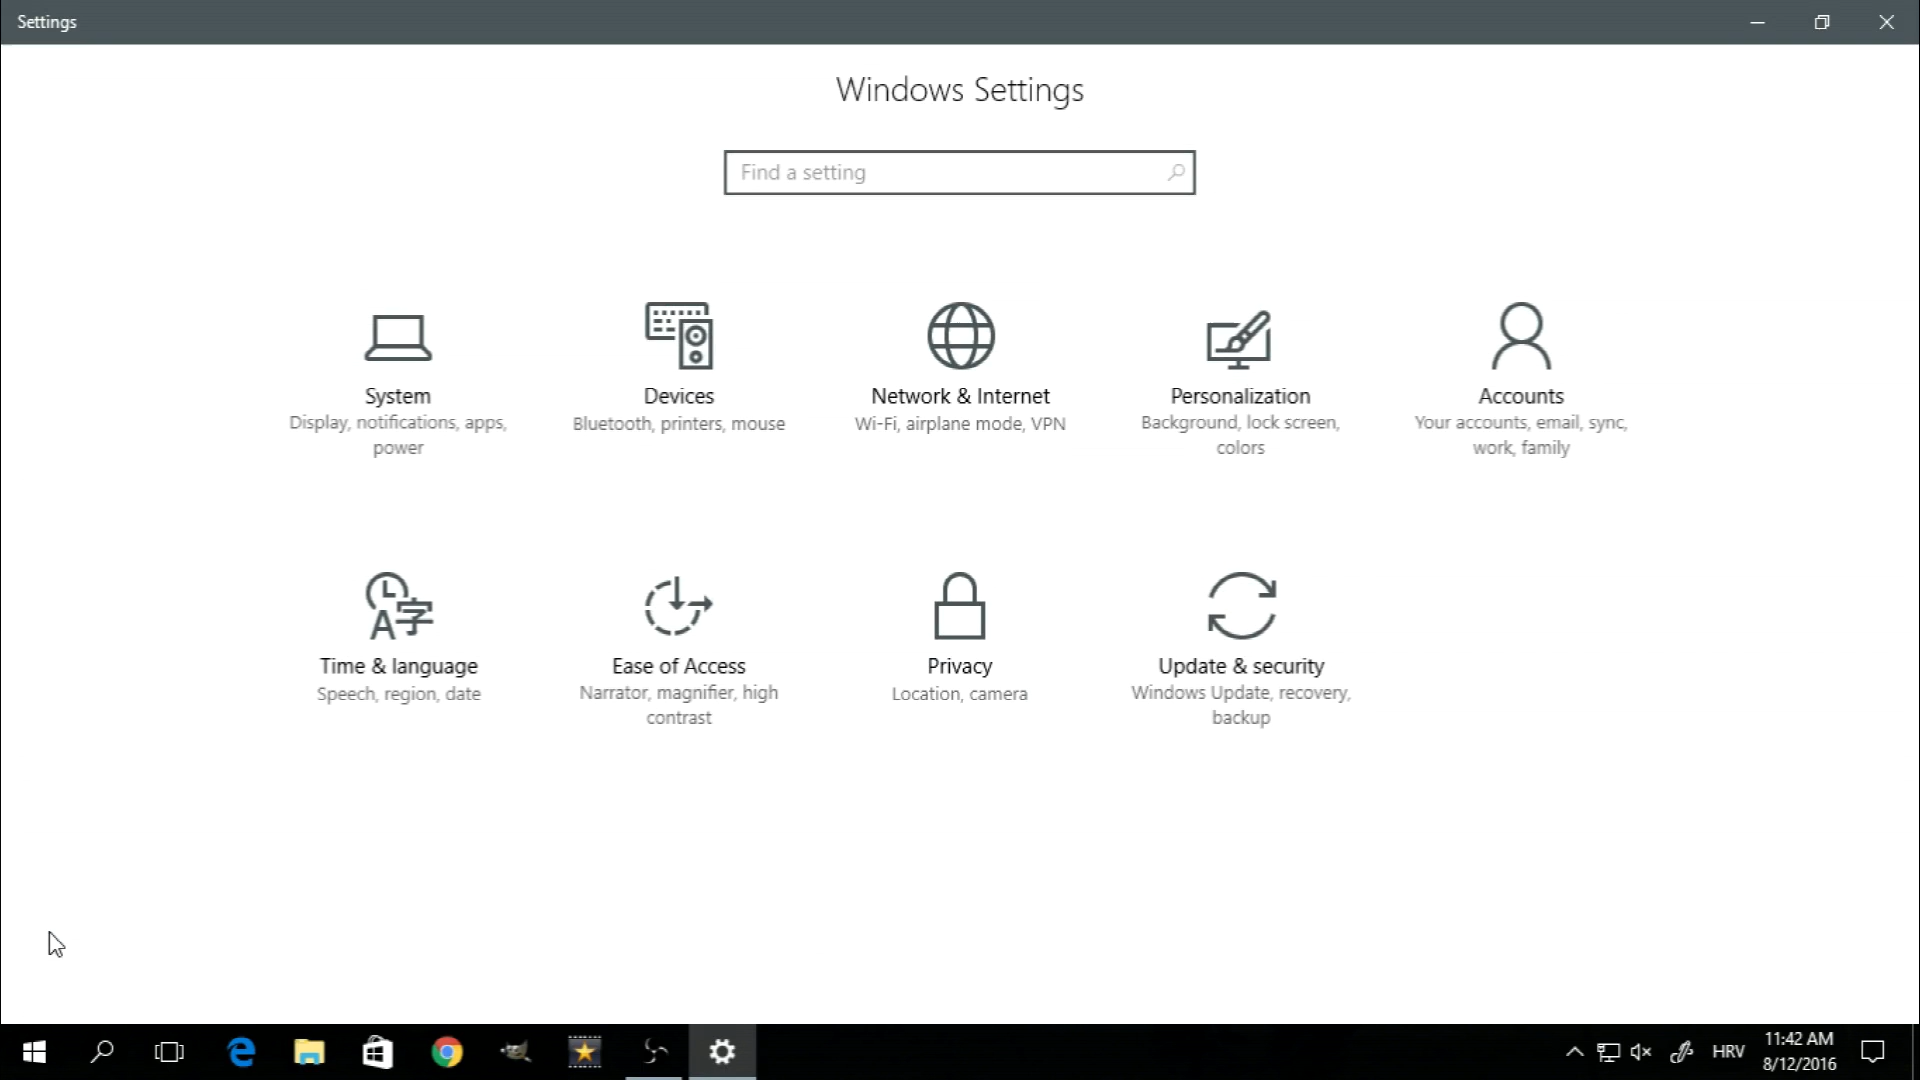 Settings
Windows Settings
Find a setting
System
Display, notifications, apps,
power
Devices
Bluetooth, printers, mouse
Network & Internet
Wi-Fi, airplane mode, VPN
Personalization
Background, lock screen,
colors
Accounts
Your accounts, email, sync,
work, family
Time & language
Speech, region, date
Ease of Access
Narrator, magnifier, high
contrast
Privacy
Location, camera
Update & security
Windows Update, recovery,
backup
HRV
11:42 AM
8/12/2016